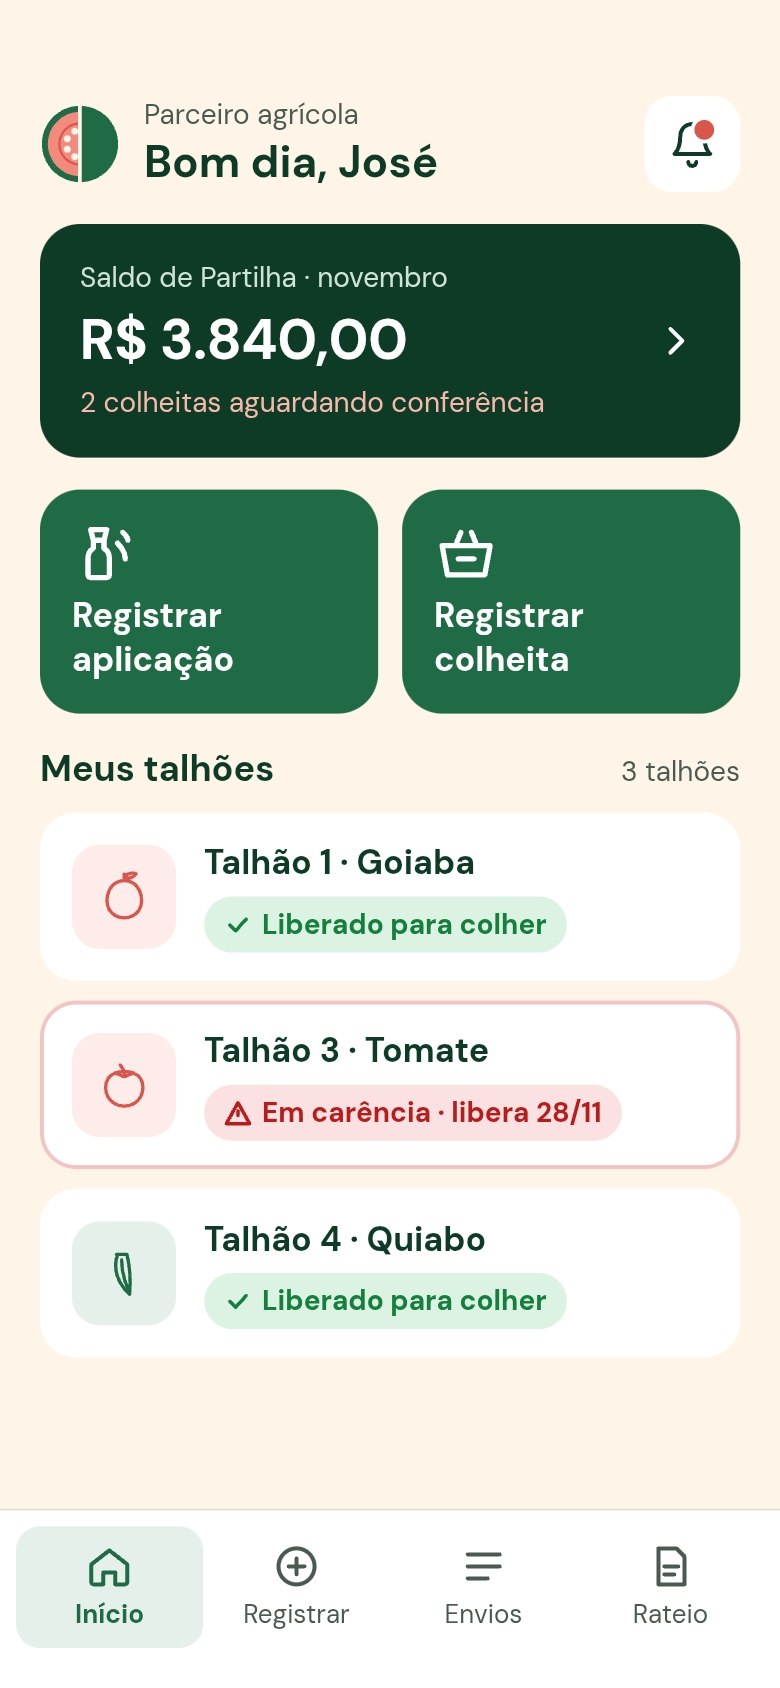 Parceiro agrícola
Bom dia, José
Saldo de Partilha · novembro
R$ 3.840,00
2 colheitas aguardando conferência
Registrar
aplicação
Registrar
colheita
Meus talhões
3 talhões
Talhão 1 · Goiaba
Liberado para colher
Talhão 3 · Tomate
Em carência · libera 28/11
Talhão 4 · Quiabo
Liberado para colher
Início
Registrar
Envios
Rateio